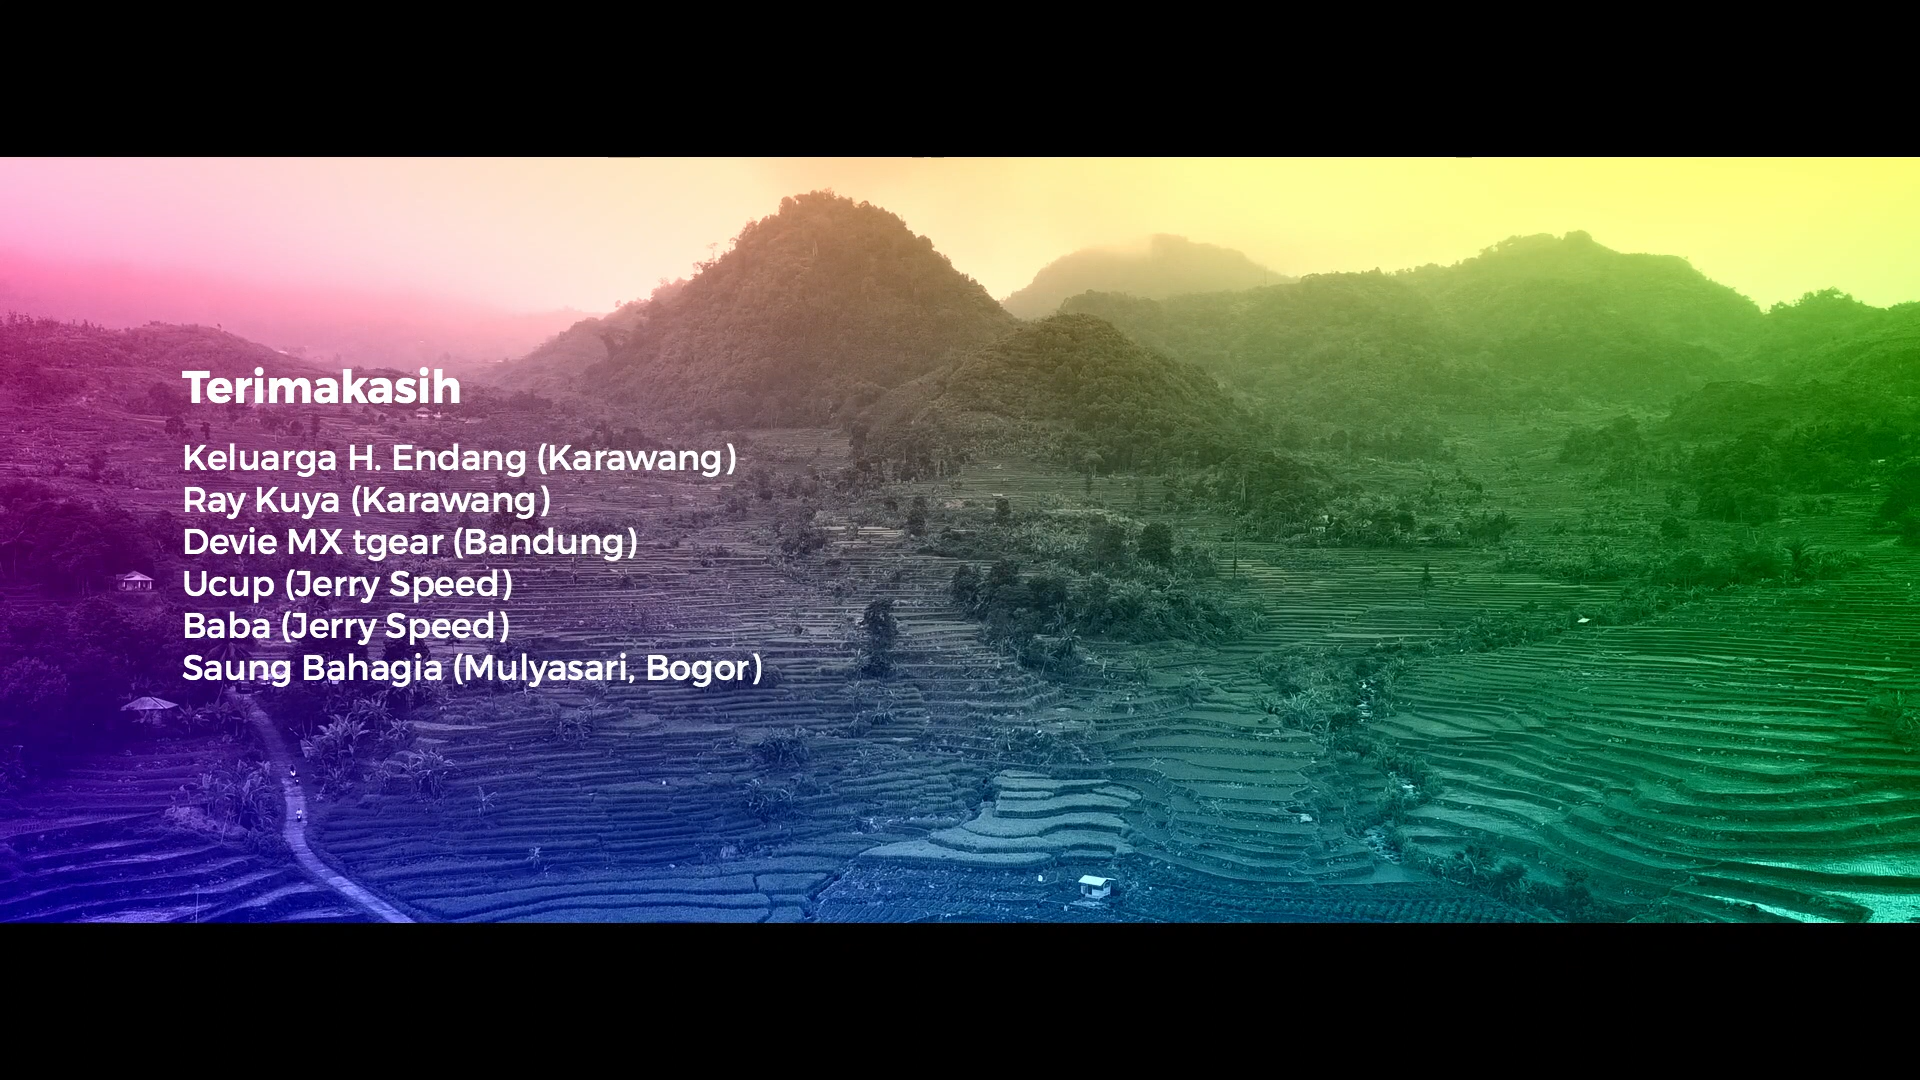 Terimakasih
Keluarga H. Endang (Karawang)
Ray Kuya (Karawang)
Devie MX tgear (Bandung)
Ucup (Jerry Speed)
Baba (Jerry Speed)
Saung Bahagia (Mulyasari, Bogor)